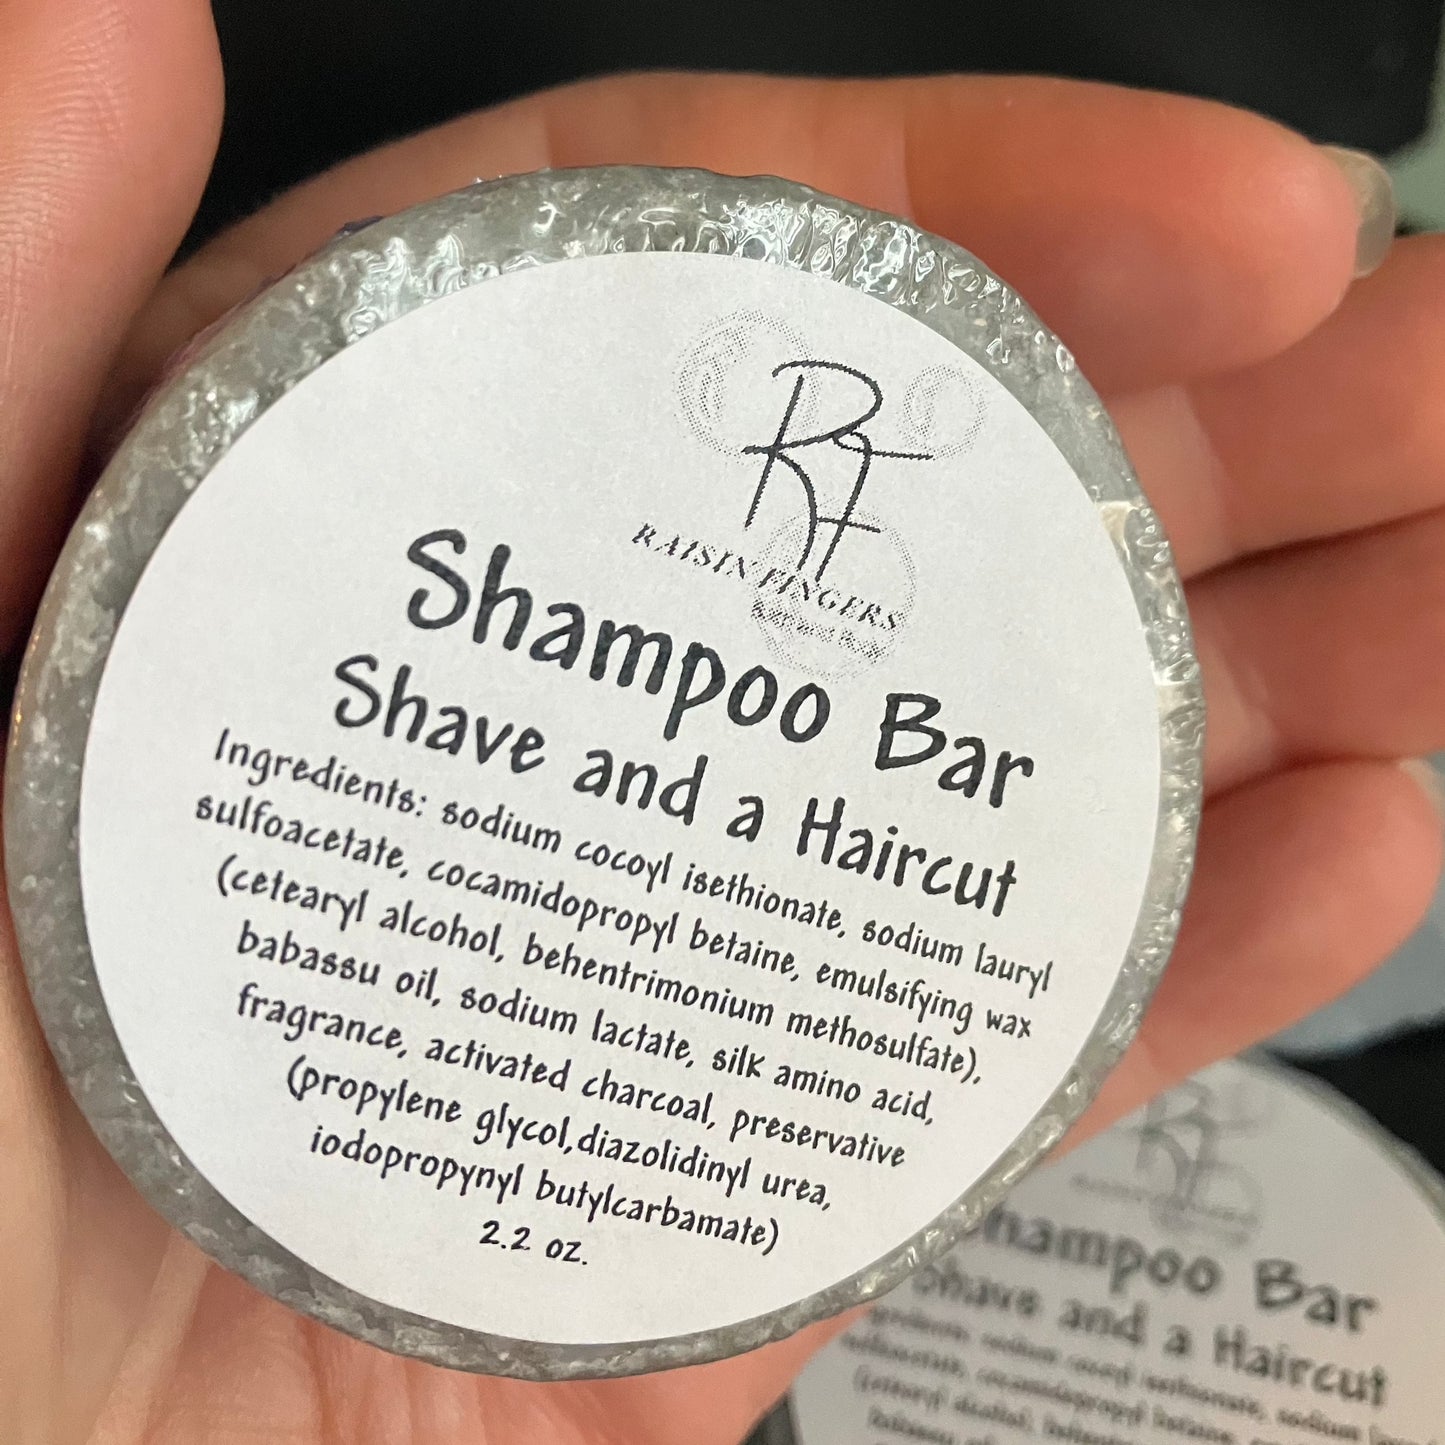 RF
RAISIN FINGERS
Shampoo Bar
Shave and a Haircut
Ingredients: sodium cocoyl isethionate, sodium lauryl
sulfoacetate, cocamidopropyl betaine, emulsifying wax
(cetearyl alcohol, behentrimonium methosulfate),
babassu oil, sodium lactate, silk amino acid,
fragrance, activated charcoal, preservative
(propylene glycol,diazolidinyl urea,
iodopropynyl butylcarbamate)
2.2 oz.
RF
Shampoo Bar
Shave and a Haircut